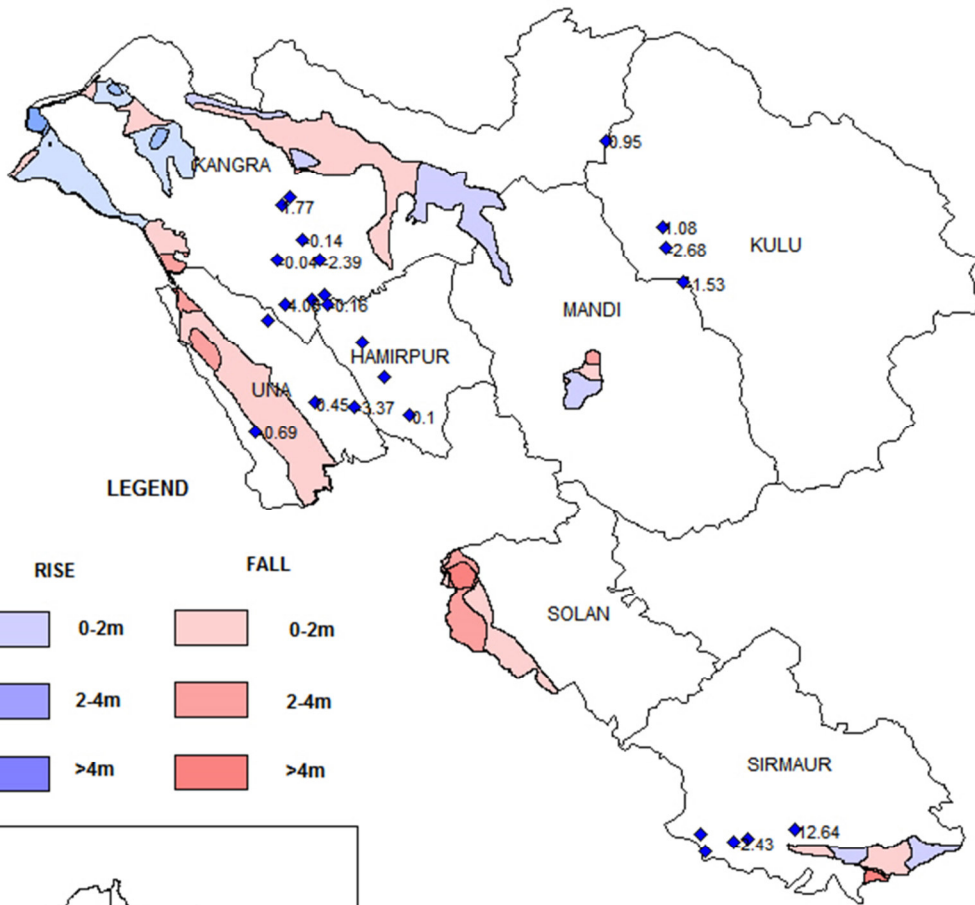 0.95
KANGRA
1.77
1.08
-0.14
-2.68
KULU
-0.04
-2.39
-1.53
-0.16
MANDI
HAMIRPUR
UNA
0.45
-3.37
0.1
-0.69
LEGEND
RISE
FALL
0-2m
0-2m
2-4m
2-4m
>4m
>4m
SOLAN
SIRMAUR
12.64
-2.43